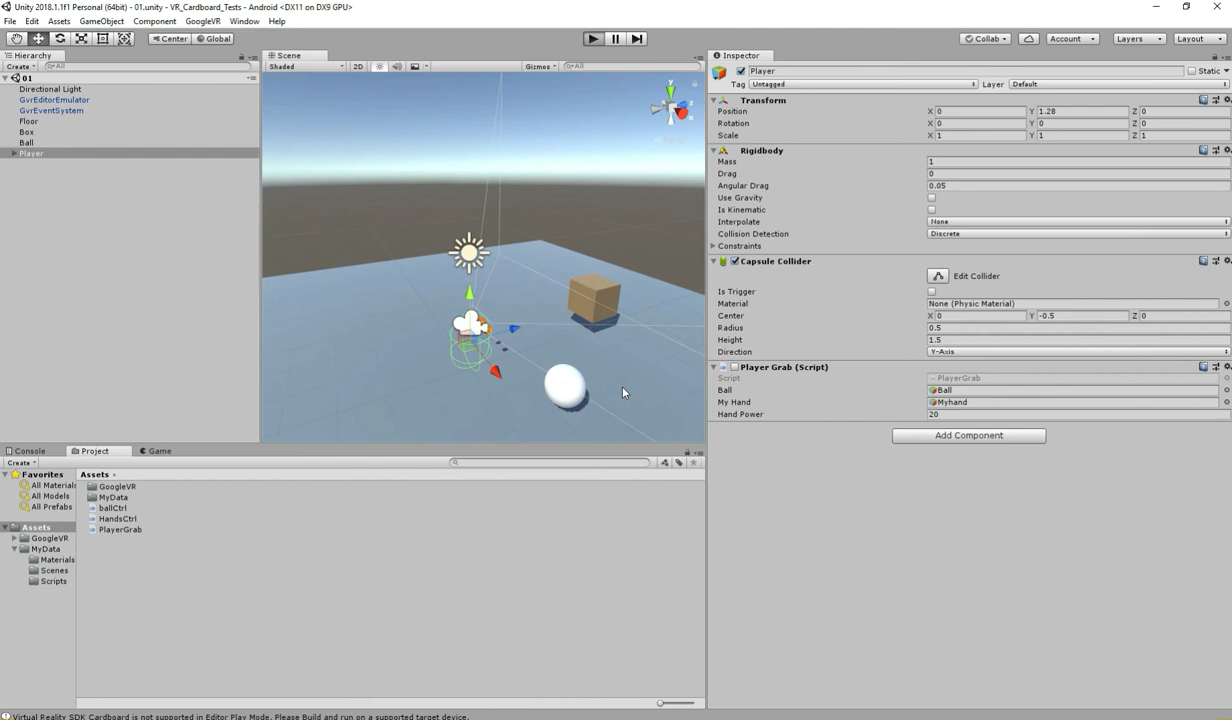 Unity 2018.1.1f1 Personal (64bit) - 01.unity - VR_Cardboard_Tests - Android <DX11 on DX9 GPU>
File Edit Assets GameObject Component GoogleVR Window Help
Center Global Collab Account Layers Layout
Hierarchy
Create All
01
Directional Light
GvrEditorEmulator
GvrEventSystem
Floor
Box
Ball
Player
Scene
Shaded 2D Gizmos All
y
z
x
Inspector
Player Static
Tag Untagged Layer Default
Transform
Position X 0 Y 1.28 Z 0
Rotation X 0 Y 0 Z 0
Scale X 1 Y 1 Z 1
Rigidbody
Mass 1
Drag 0
Angular Drag 0.05
Use Gravity
Is Kinematic
Interpolate None
Collision Detection Discrete
Constraints
Capsule Collider
Edit Collider
Is Trigger
Material None (Physic Material)
Center X 0 Y -0.5 Z 0
Radius 0.5
Height 1.5
Direction Y-Axis
Player Grab (Script)
Script PlayerGrab
Ball Ball
My Hand Myhand
Hand Power 20
Add Component
Console Project Game
Create
Favorites
All Materials
All Models
All Prefabs
Assets
GoogleVR
MyData
Materials
Scenes
Scripts
Assets
GoogleVR
MyData
ballCtrl
HandsCtrl
PlayerGrab
Virtual Reality SDK Cardboard is not supported in Editor Play Mode. Please Build and run on a supported target device.